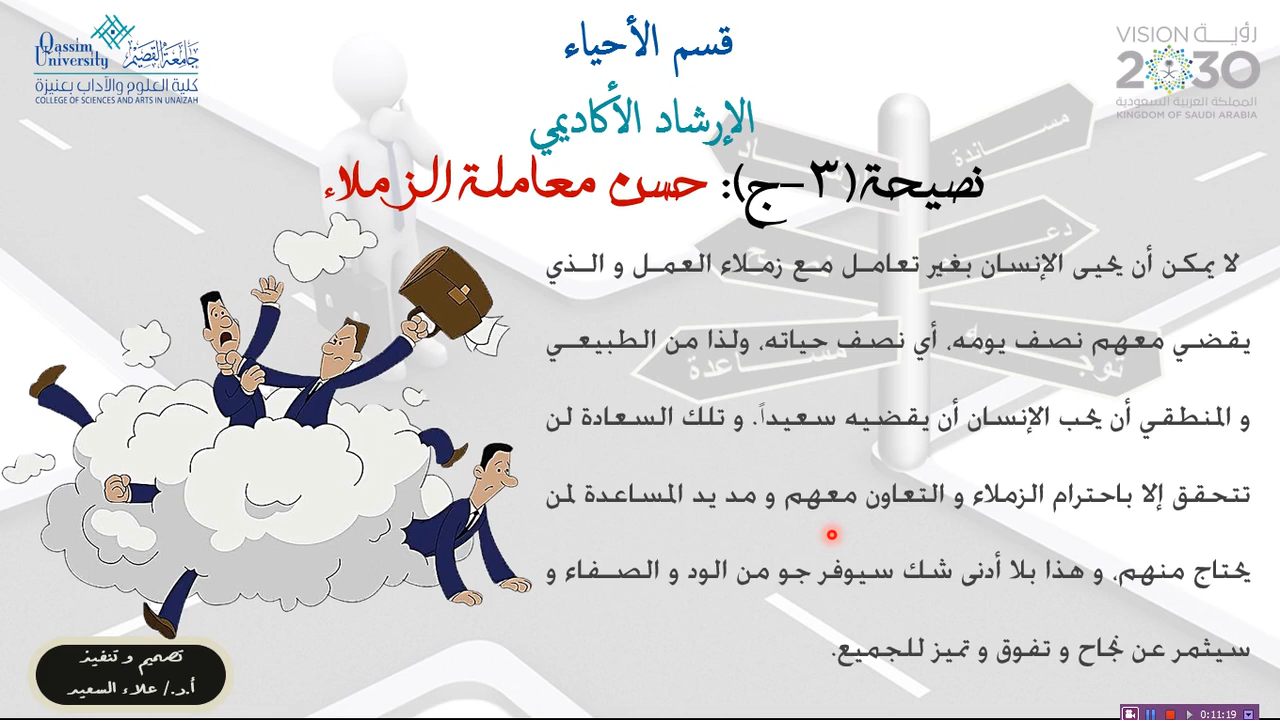 Qassim University
جامعة القصيم
كلية العلوم والآداب بعنيزة
COLLEGE OF SCIENCES AND ARTS IN UNAIZAH
رؤيـــة VISION
2030
المملكة العربية السعودية
KINGDOM OF SAUDI ARABIA
قسم الأحياء
الإرشاد الأكاديمي
نصيحة (٣-ج): حسن معاملة الزملاء
لا يمكن أن يحيى الإنسان بغير تعامل مع زملاء العمل و الذي
يقضي معهم نصف يومه، أي نصف حياته، ولذا من الطبيعي
و المنطقي أن يحب الإنسان أن يقضيه سعيداً. و تلك السعادة لن
تتحقق إلا باحترام الزملاء و التعاون معهم و مد يد المساعدة لمن
يحتاج منهم، و هذا بلا أدنى شك سيوفر جو من الود و الصفاء و
سيثمر عن نجاح و تفوق و تميز للجميع.
مساندة
دعم
نصح
توجيه
مساعدة
تصميم و تنفيذ
أ.د./ علاء السعيد
0:11:19